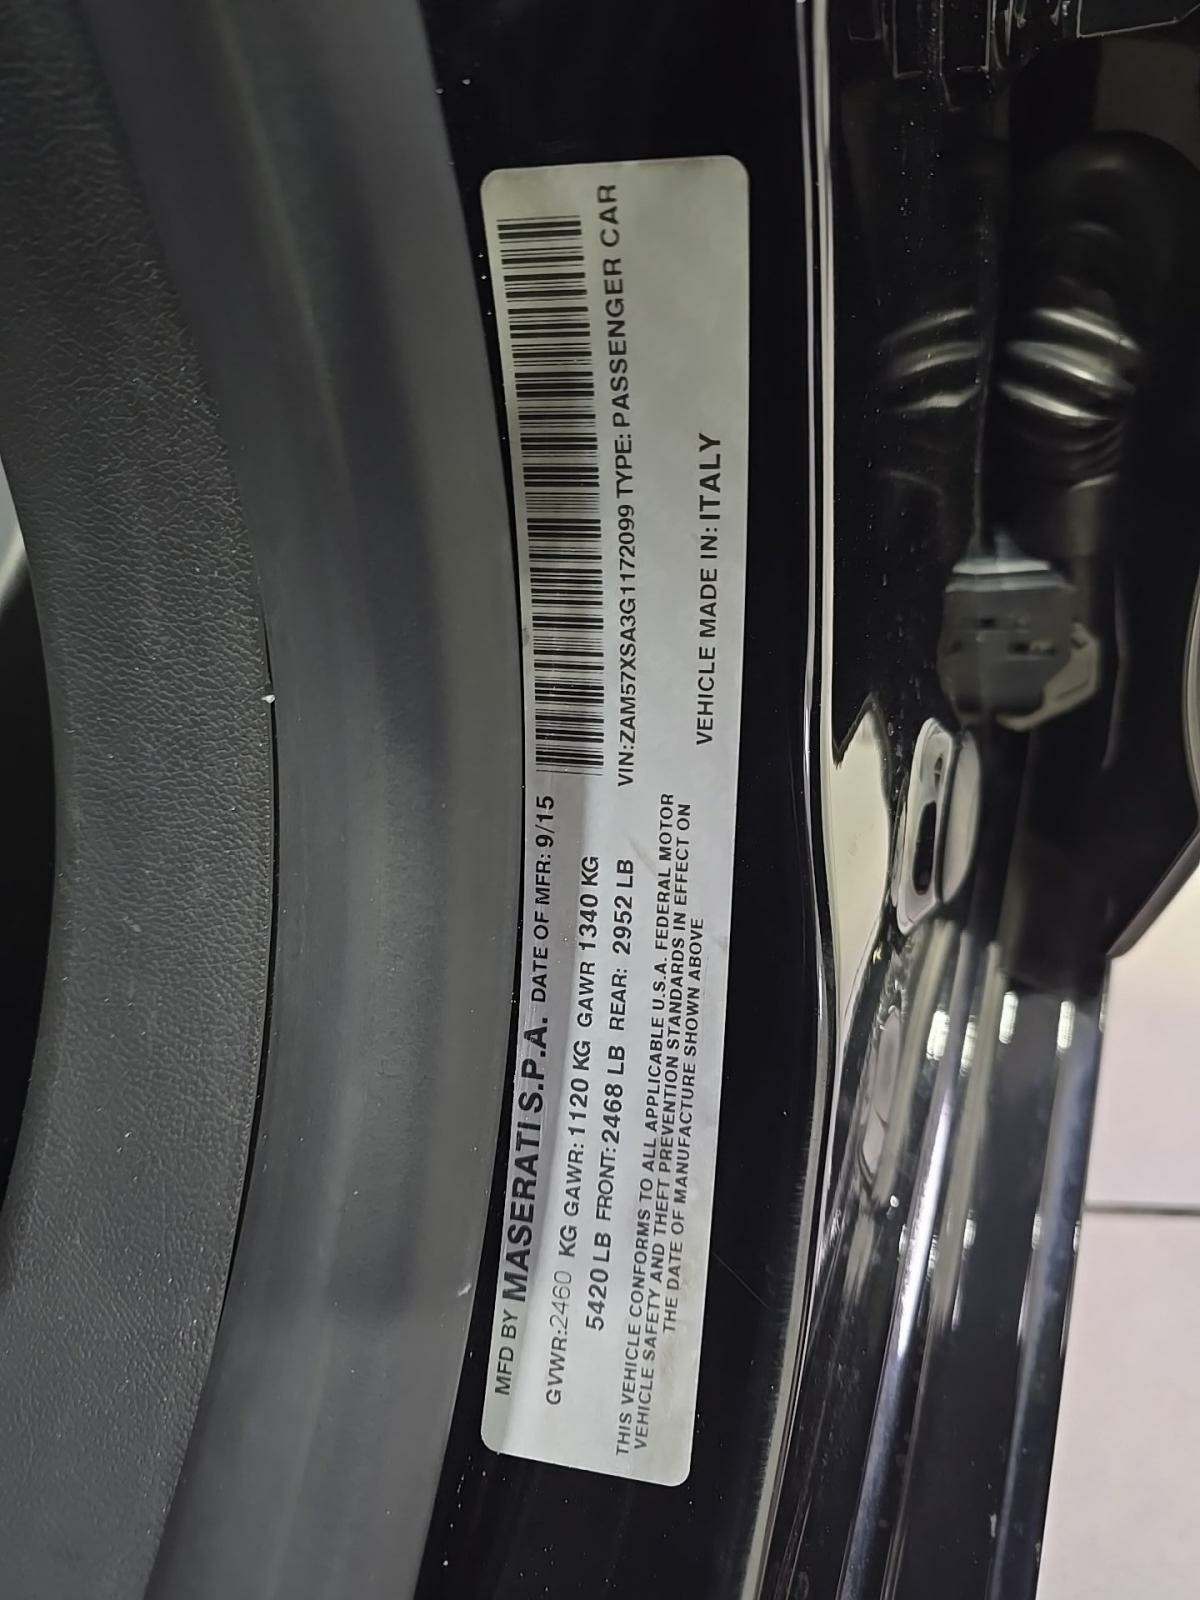 MFD BY MASERATI S.P.A. DATE OF MFR: 9/15
GVWR:2460 KG GAWR:1120 KG GAWR 1340 KG
5420 LB FRONT:2468 LB REAR: 2952 LB
THIS VEHICLE CONFORMS TO ALL APPLICABLE U.S.A. FEDERAL MOTOR
VEHICLE SAFETY AND THEFT PREVENTION STANDARDS IN EFFECT ON
THE DATE OF MANUFACTURE SHOWN ABOVE
VIN:ZAM57XSA3G1172099 TYPE: PASSENGER CAR
VEHICLE MADE IN: ITALY